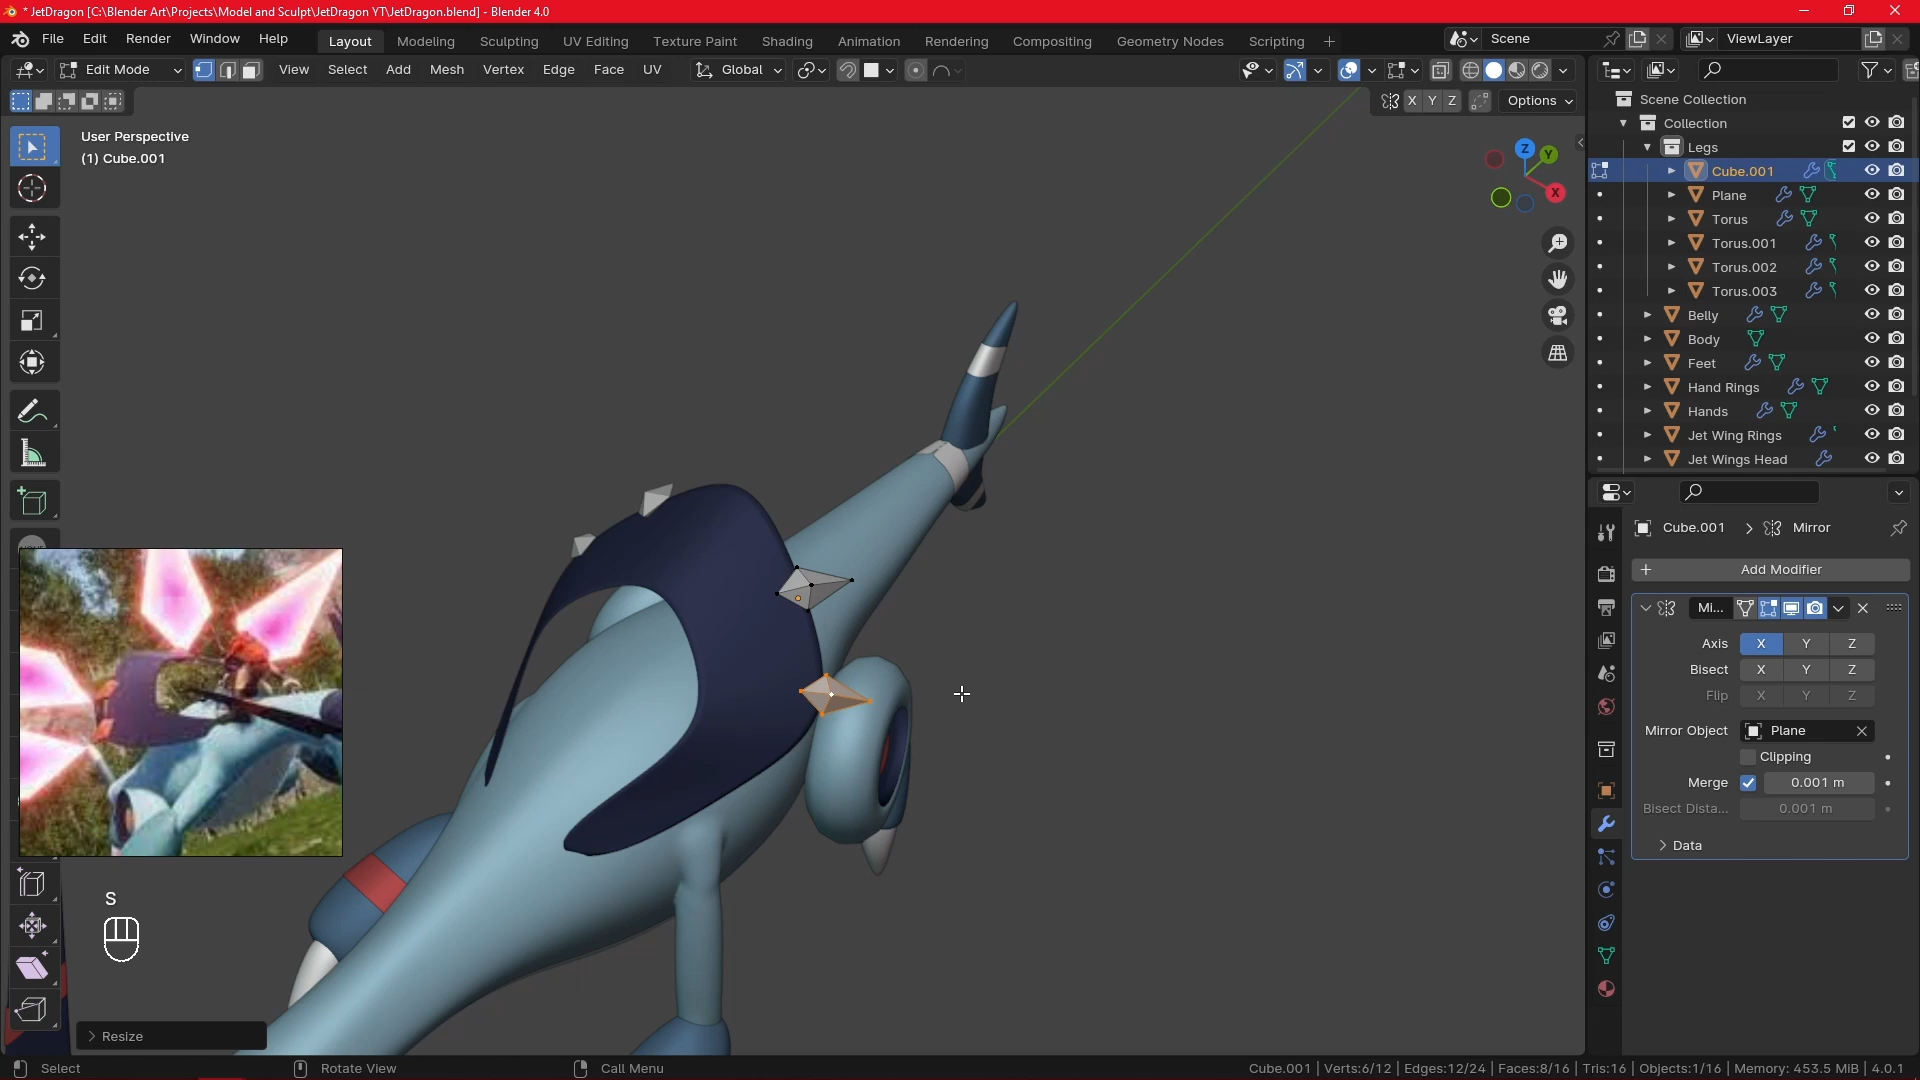 * JetDragon [C:\Blender Art\Projects\Model and Sculpt\JetDragon YT\JetDragon.blend] - Blender 4.0
File Edit Render Window Help Layout Modeling Sculpting UV Editing Texture Paint Shading Animation Rendering Compositing Geometry Nodes Scripting + Scene ViewLayer
Edit Mode View Select Add Mesh Vertex Edge Face UV Global
X Y Z Options
User Perspective
(1) Cube.001
Z
Y
X
Scene Collection
Collection
Legs
Cube.001
Plane
Torus
Torus.001
Torus.002
Torus.003
Belly
Body
Feet
Hand Rings
Hands
Jet Wing Rings
Jet Wings Head
Cube.001 > Mirror
+ Add Modifier
Mi...
Axis X Y Z
Bisect X Y Z
Flip X Y Z
Mirror Object Plane
Clipping
Merge 0.001 m
Bisect Dista... 0.001 m
Data
S
Resize
Select Rotate View Call Menu Cube.001 | Verts:6/12 | Edges:12/24 | Faces:8/16 | Tris:16 | Objects:1/16 | Memory: 453.5 MiB | 4.0.1